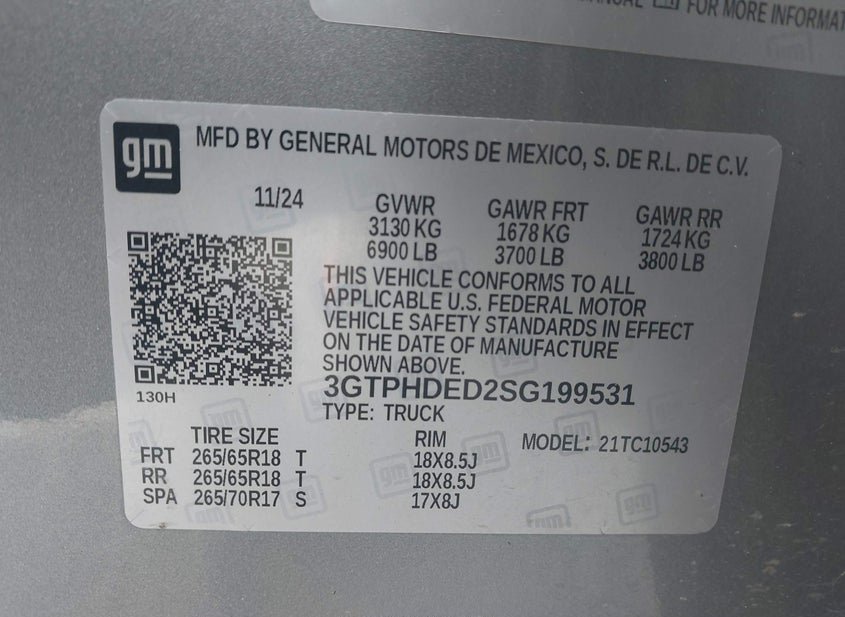 MANUAL FOR MORE INFORMAT
gm MFD BY GENERAL MOTORS DE MEXICO, S. DE R.L. DE C.V.
11/24 GVWR GAWR FRT GAWR RR
3130 KG 1678 KG 1724 KG
6900 LB 3700 LB 3800 LB
THIS VEHICLE CONFORMS TO ALL
APPLICABLE U.S. FEDERAL MOTOR
VEHICLE SAFETY STANDARDS IN EFFECT
ON THE DATE OF MANUFACTURE
SHOWN ABOVE.
3GTPHDED2SG199531
130H
TYPE: TRUCK
TIRE SIZE RIM MODEL: 21TC10543
FRT 265/65R18 T 18X8.5J
RR 265/65R18 T 18X8.5J
SPA 265/70R17 S 17X8J